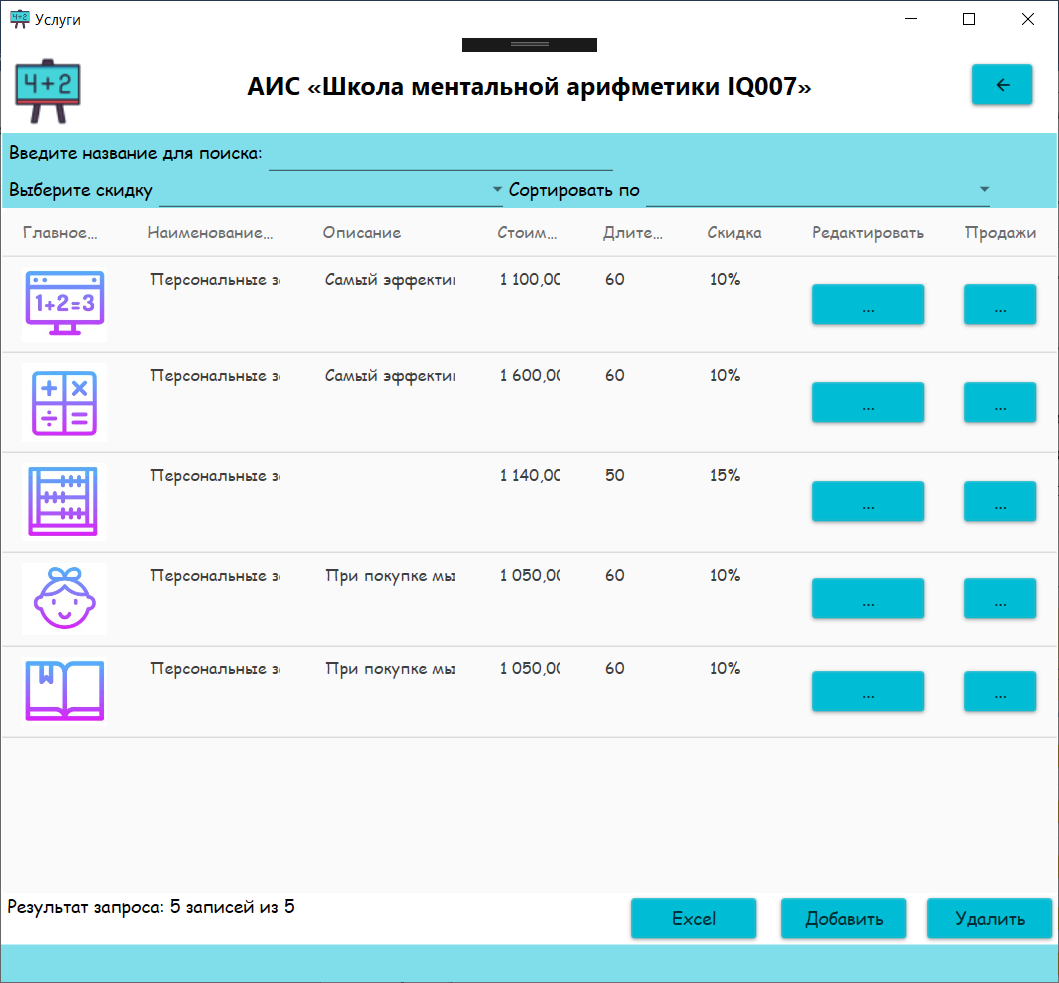 4+2 Услуги
4+2
АИС «Школа ментальной арифметики IQ007»
Введите название для поиска:
Выберите скидку Сортировать по
Главное... Наименование... Описание Стоим... Длите... Скидка Редактировать Продажи
1+2=3 Персональные з Самый эффекти 1 100,00 60 10% ... ...
Персональные з Самый эффекти 1 600,00 60 10% ... ...
Персональные з 1 140,00 50 15% ... ...
Персональные з При покупке мы 1 050,00 60 10% ... ...
Персональные з При покупке мы 1 050,00 60 10% ... ...
Результат запроса: 5 записей из 5
Excel Добавить Удалить